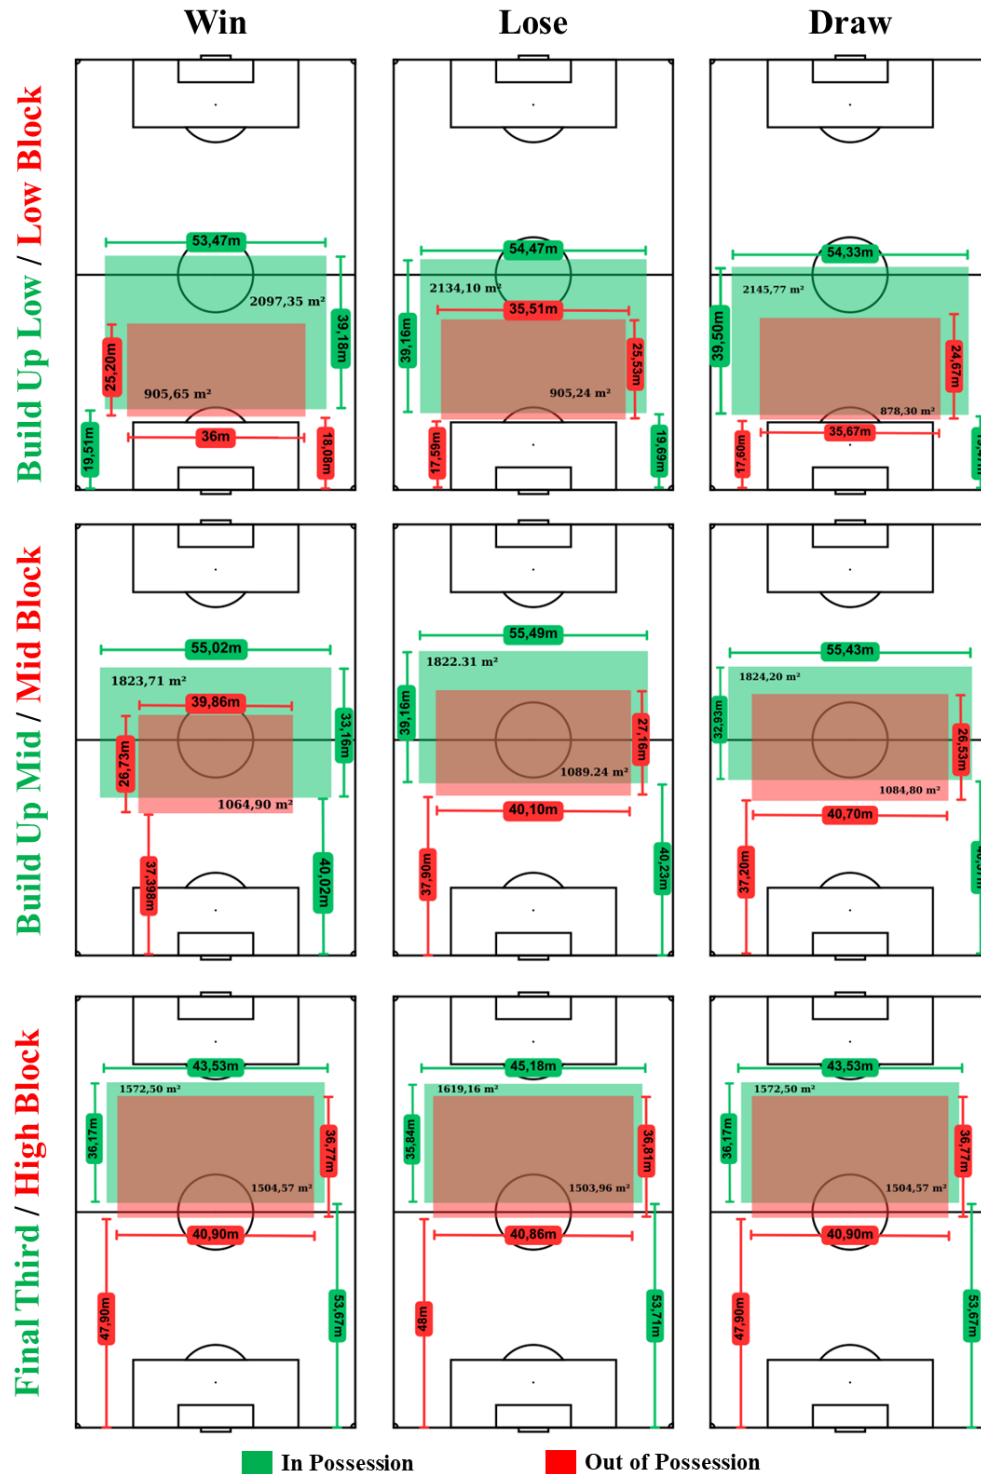 Win
Lose
Draw
Build Up Low / Low Block
53,47m
2097,35 m²
39,18m
25,20m
905,65 m²
36m
19,51m
18,08m
54,47m
2134,10 m²
35,51m
39,16m
25,53m
905,24 m²
17,59m
19,69m
54,33m
2145,77 m²
39,50m
24,67m
878,30 m²
35,67m
17,60m
Build Up Mid / Mid Block
55,02m
1823,71 m²
39,86m
33,16m
26,73m
1064,90 m²
37,398m
40,02m
55,49m
1822.31 m²
39,16m
27,16m
1089.24 m²
40,10m
37,90m
40,23m
55,43m
1824,20 m²
32,93m
26,53m
1084,80 m²
40,70m
37,20m
Final Third / High Block
43,53m
1572,50 m²
36,17m
36,77m
1504,57 m²
40,90m
47,90m
53,67m
45,18m
1619,16 m²
35,84m
36,81m
1503,96 m²
40,86m
48m
53,71m
43,53m
1572,50 m²
36,17m
36,77m
1504,57 m²
40,90m
47,90m
53,67m
In Possession
Out of Possession